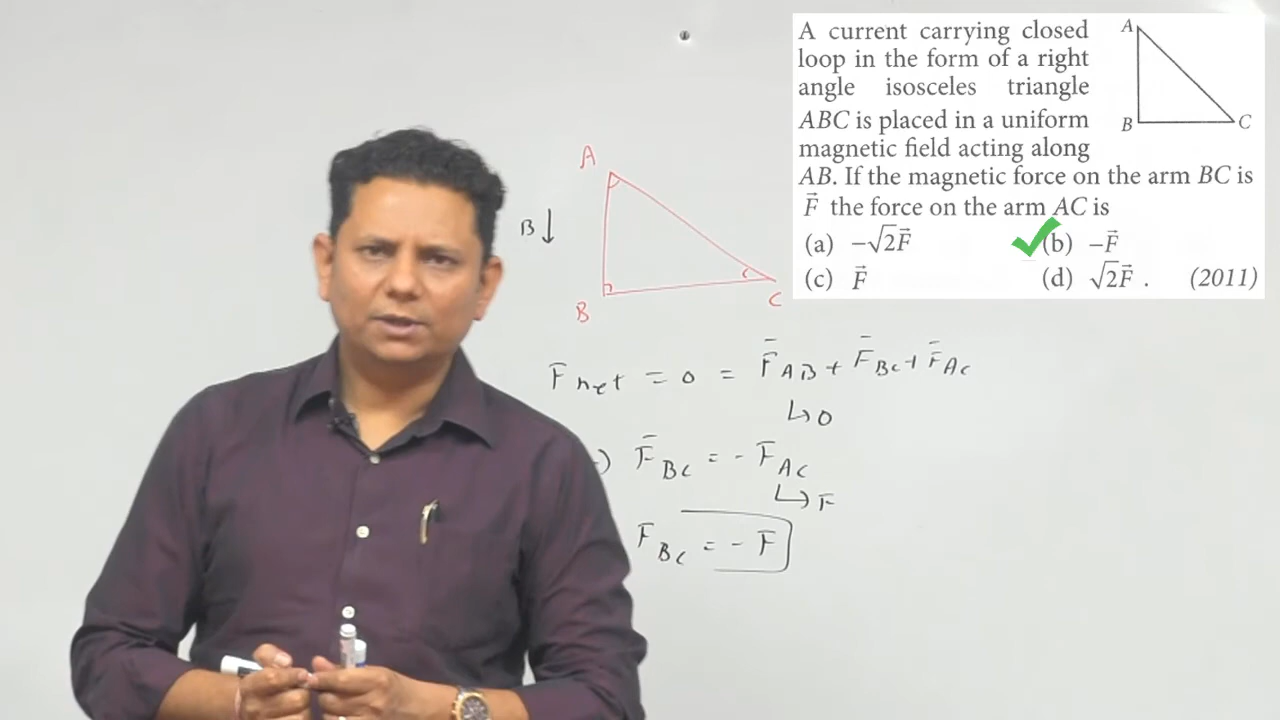 A current carrying closed
loop in the form of a right
angle isosceles triangle
ABC is placed in a uniform
magnetic field acting along
AB. If the magnetic force on the arm BC is
F⃗ the force on the arm AC is
(a) −√2F⃗ (b) −F⃗
(c) F⃗ (d) √2F⃗ . (2011)
A
B C
A
B↓
B C
F̄net = 0 = F̄AB + F̄BC + F̄AC
↳0
) F̄BC = - F̄AC
↳F
F̄BC = - F̄